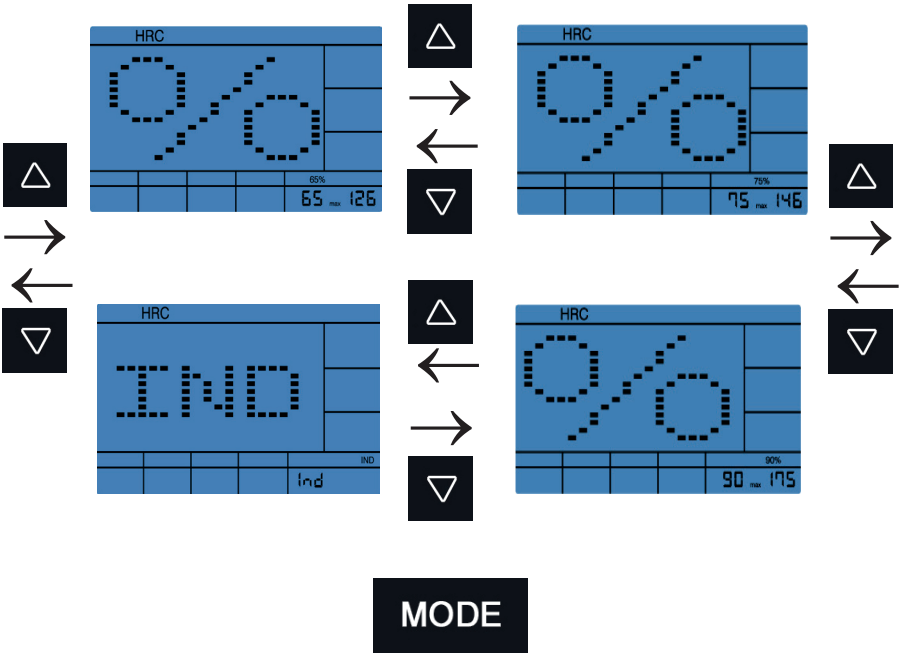 HRC
%
65%
65 max 126
HRC
%
75%
75 max 146
HRC
IND
IND
Ind
HRC
%
90%
90 max 175
MODE